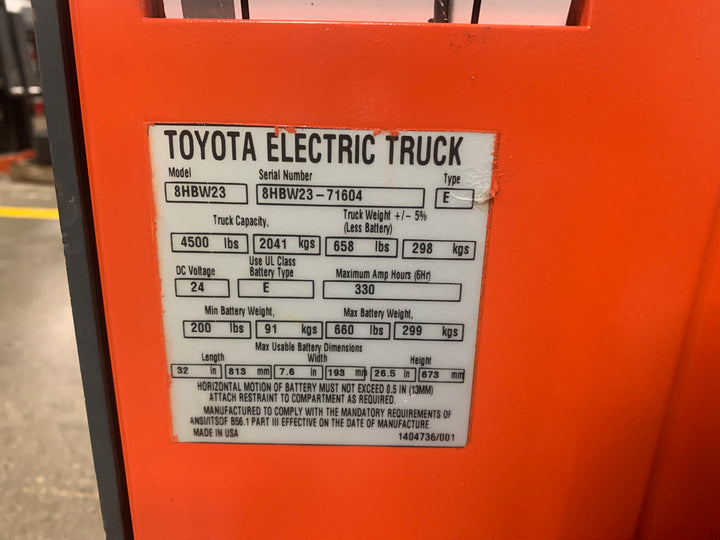 TOYOTA ELECTRIC TRUCK
Model Serial Number Type
8HBW23 8HBW23-71604 E
Truck Capacity, Truck Weight +/- 5%
(Less Battery)
4500 lbs 2041 kgs 658 lbs 298 kgs
Use UL Class
DC Voltage Battery Type Maximum Amp Hours (6Hr)
24 E 330
Min Battery Weight, Max Battery Weight,
200 lbs 91 kgs 660 lbs 299 kgs
Max Usable Battery Dimensions
Length Width Height
32 in 813 mm 7.6 in 193 mm 26.5 in 673 mm
HORIZONTAL MOTION OF BATTERY MUST NOT EXCEED 0.5 IN (13MM)
ATTACH RESTRAINT TO COMPARTMENT AS REQUIRED.
MANUFACTURED TO COMPLY WITH THE MANDATORY REQUIREMENTS OF
ANSI/ITSDF B56.1 PART III EFFECTIVE ON THE DATE OF MANUFACTURE.
MADE IN USA 1404736/001